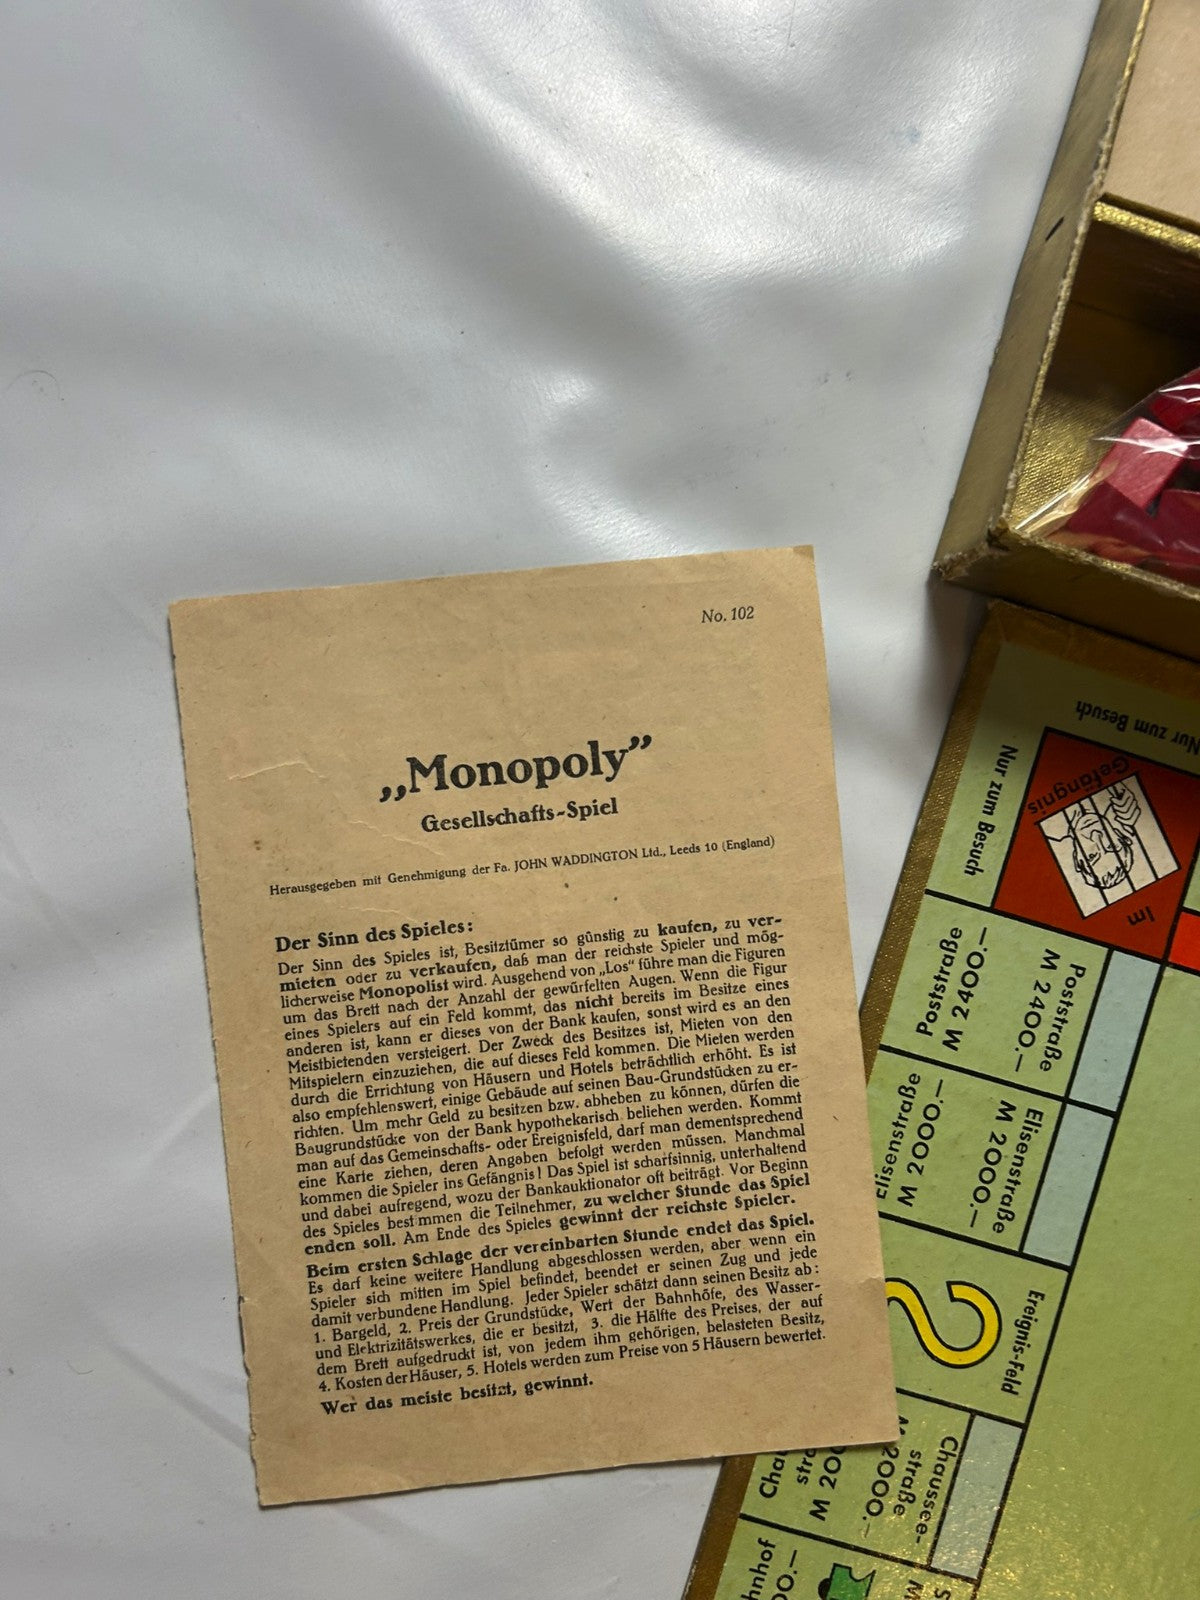 No. 102
„Monopoly”
Gesellschafts-Spiel
Herausgegeben mit Genehmigung der Fa. JOHN WADDINGTON Ltd., Leeds 10 (England)
Der Sinn des Spieles:
Der Sinn des Spieles ist, Besitztümer so günstig zu kaufen, zu ver-
mieten oder zu verkaufen, daß man der reichste Spieler und mög-
licherweise Monopolist wird. Ausgehend von „Los“ führe man die Figuren
um das Brett nach der Anzahl der gewürfelten Augen. Wenn die Figur
eines Spielers auf ein Feld kommt, das nicht bereits im Besitze eines
anderen ist, kann er dieses von der Bank kaufen, sonst wird es an den
Meistbietenden versteigert. Der Zweck des Besitzes ist, Mieten von den
Mitspielern einzuziehen, die auf dieses Feld kommen. Die Mieten werden
durch die Errichtung von Häusern und Hotels beträchtlich erhöht. Es ist
also empfehlenswert, einige Gebäude auf seinen Bau-Grundstücken zu er-
richten. Um mehr Geld zu besitzen bzw. abheben zu können, dürfen die
Baugrundstücke von der Bank hypothekarisch beliehen werden. Kommt
man auf das Gemeinschafts- oder Ereignisfeld, darf man dementsprechend
eine Karte ziehen, deren Angaben befolgt werden müssen. Manchmal
kommen die Spieler ins Gefängnis! Das Spiel ist scharfsinnig, unterhaltend
und dabei aufregend, wozu der Bankauktionator oft beiträgt. Vor Beginn
des Spieles bestimmen die Teilnehmer, zu welcher Stunde das Spiel
enden soll. Am Ende des Spieles gewinnt der reichste Spieler.
Beim ersten Schlage der vereinbarten Stunde endet das Spiel.
Es darf keine weitere Handlung abgeschlossen werden, aber wenn ein
Spieler sich mitten im Spiel befindet, beendet er seinen Zug und jede
damit verbundene Handlung. Jeder Spieler schätzt dann seinen Besitz ab:
1. Bargeld, 2. Preis der Grundstücke, Wert der Bahnhöfe, des Wasser-
und Elektrizitätswerkes, die er besitzt, 3. die Hälfte des Preises, der auf
dem Brett aufgedruckt ist, von jedem ihm gehörigen, belasteten Besitz,
4. Kosten der Häuser, 5. Hotels werden zum Preise von 5 Häusern bewertet.
Wer das meiste besitzt, gewinnt.
Nur zum Besuch
Nur zum Besuch
Im
Gefängnis
Poststraße
M 2400.—
Poststraße
M 2400.—
Elisenstraße
M 2000.—
Elisenstraße
M 2000.—
?
Ereignis-Feld
Chaussee-
straße
M 2000.—